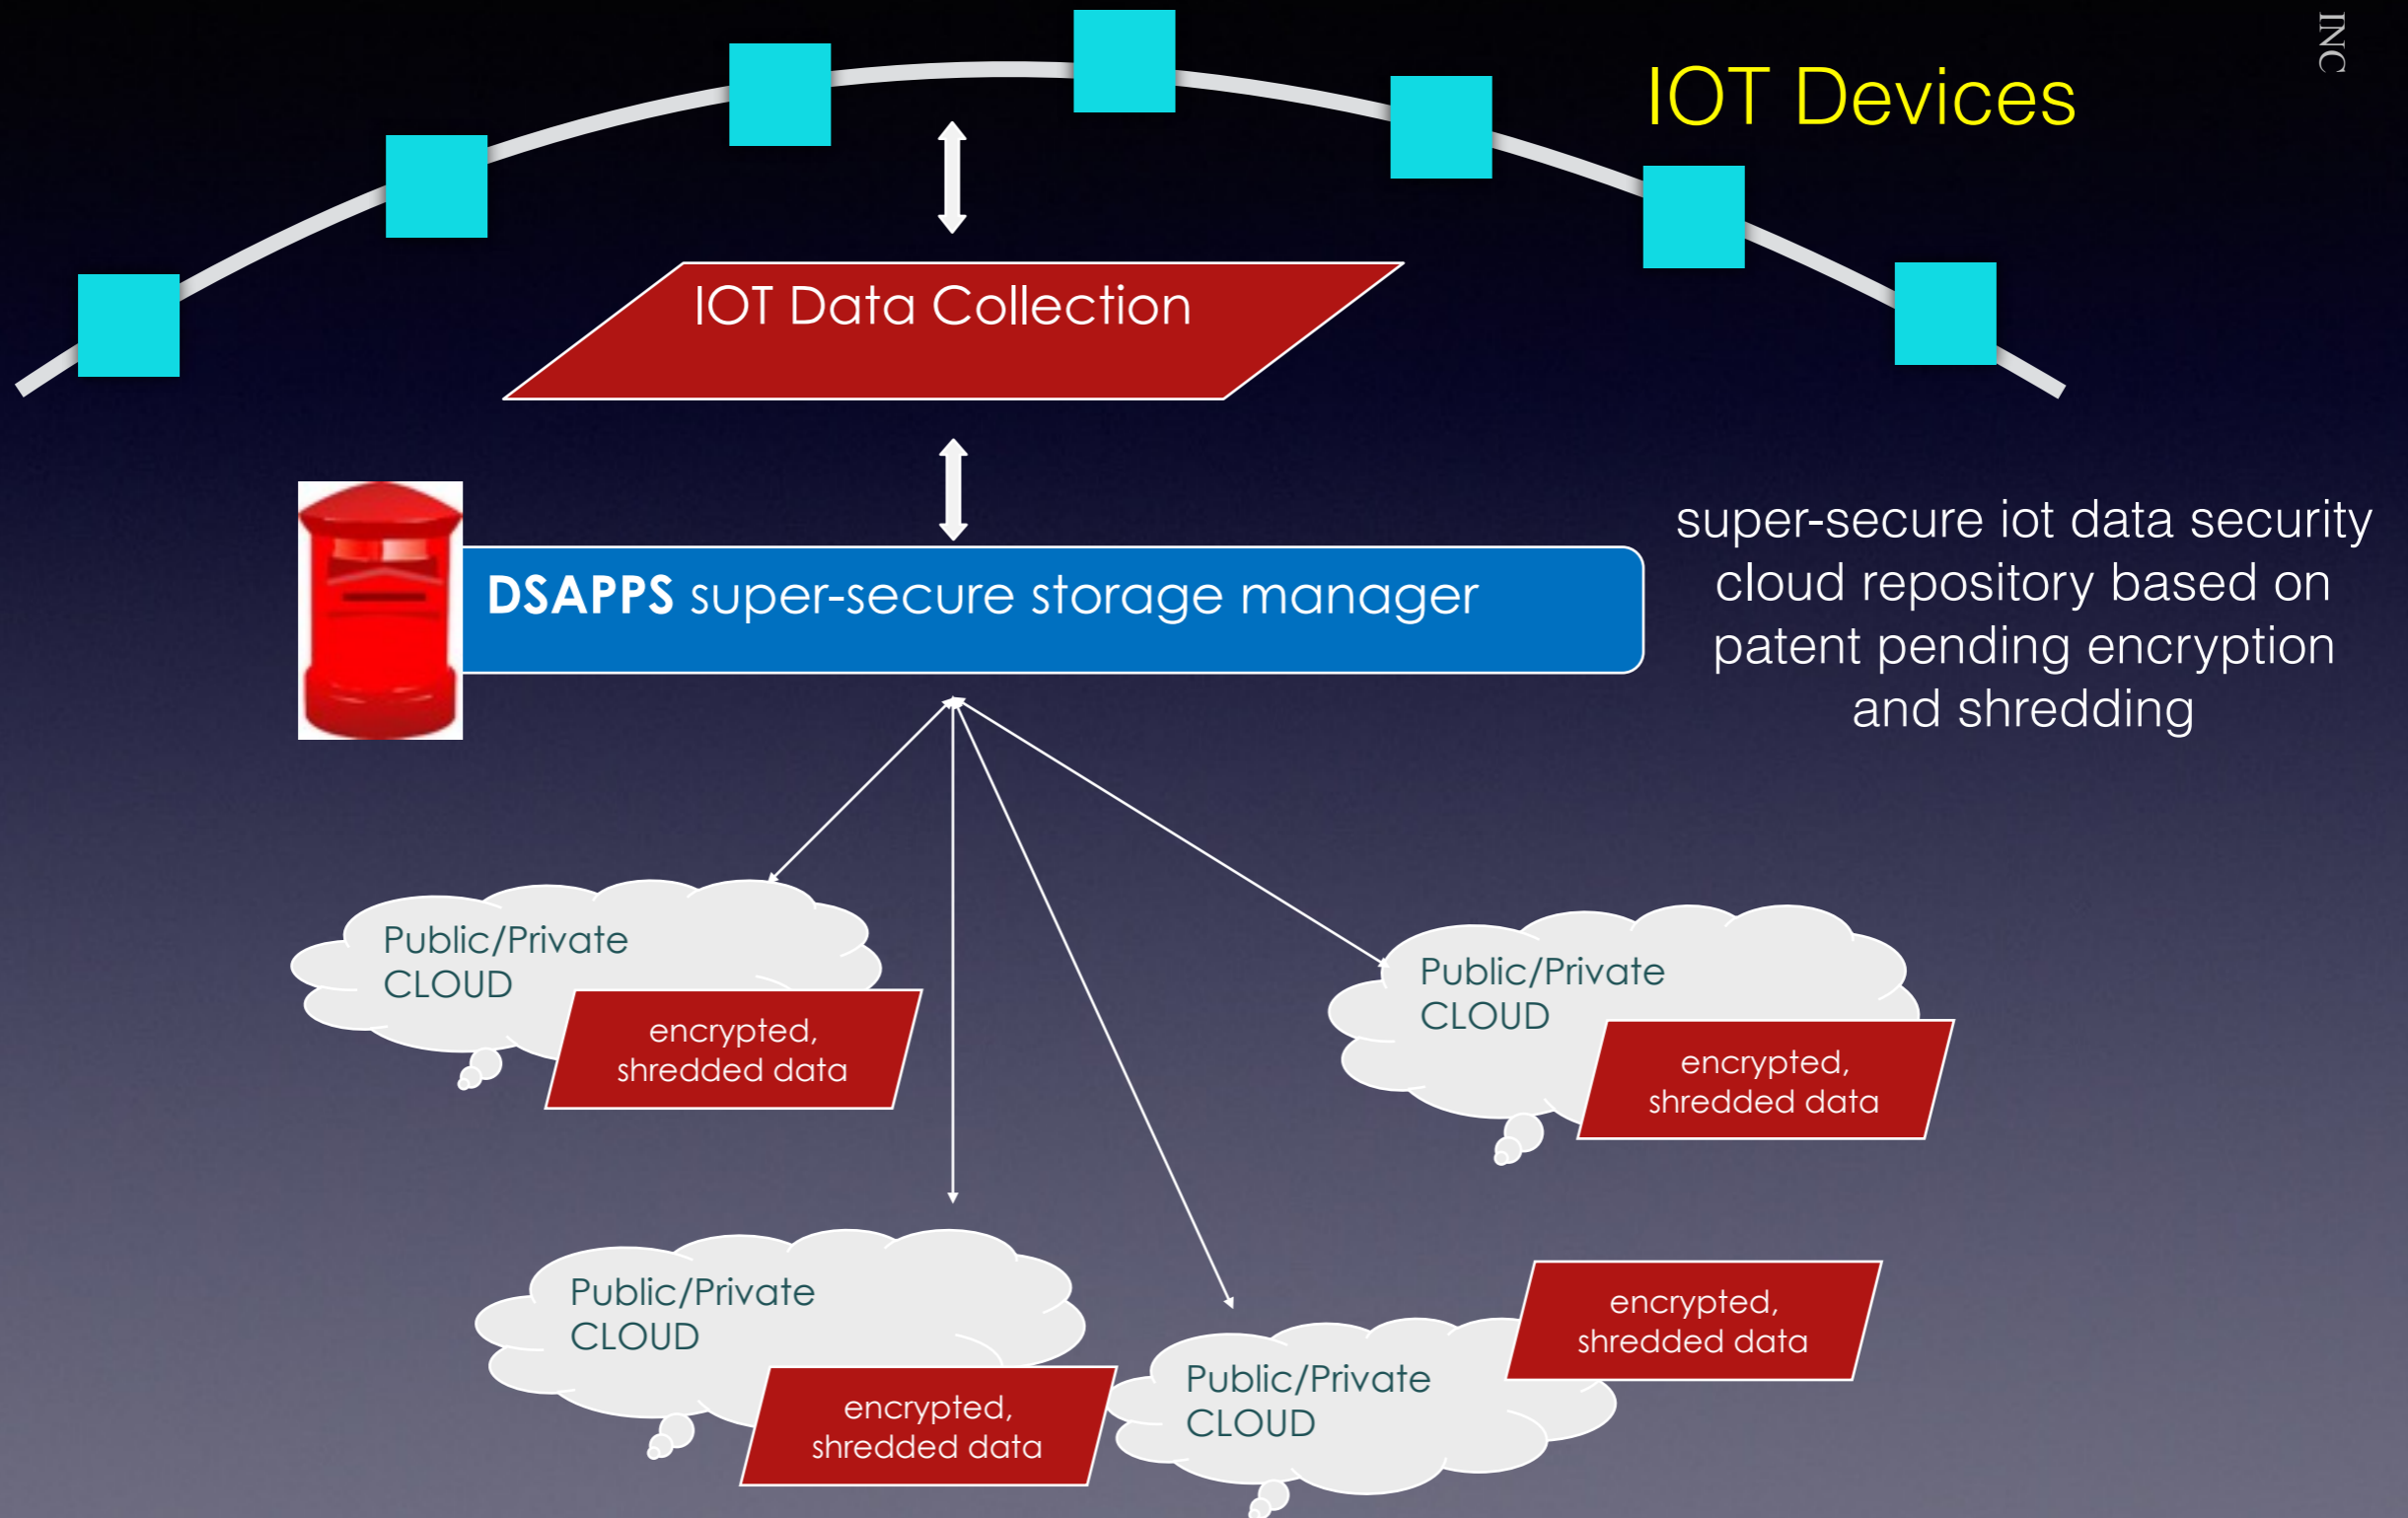 INC
IOT Devices
IOT Data Collection
DSAPPS super-secure storage manager
super-secure iot data security
cloud repository based on
patent pending encryption
and shredding
Public/Private
CLOUD
encrypted,
shredded data
Public/Private
CLOUD
encrypted,
shredded data
Public/Private
CLOUD
encrypted,
shredded data
Public/Private
CLOUD
encrypted,
shredded data